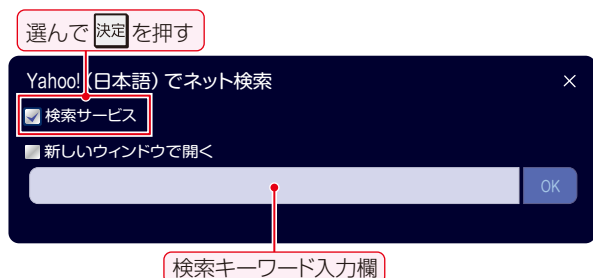 選んで 決定 を押す
Yahoo!(日本語) でネット検索 ×
検索サービス
新しいウィンドウで開く
OK
検索キーワード入力欄